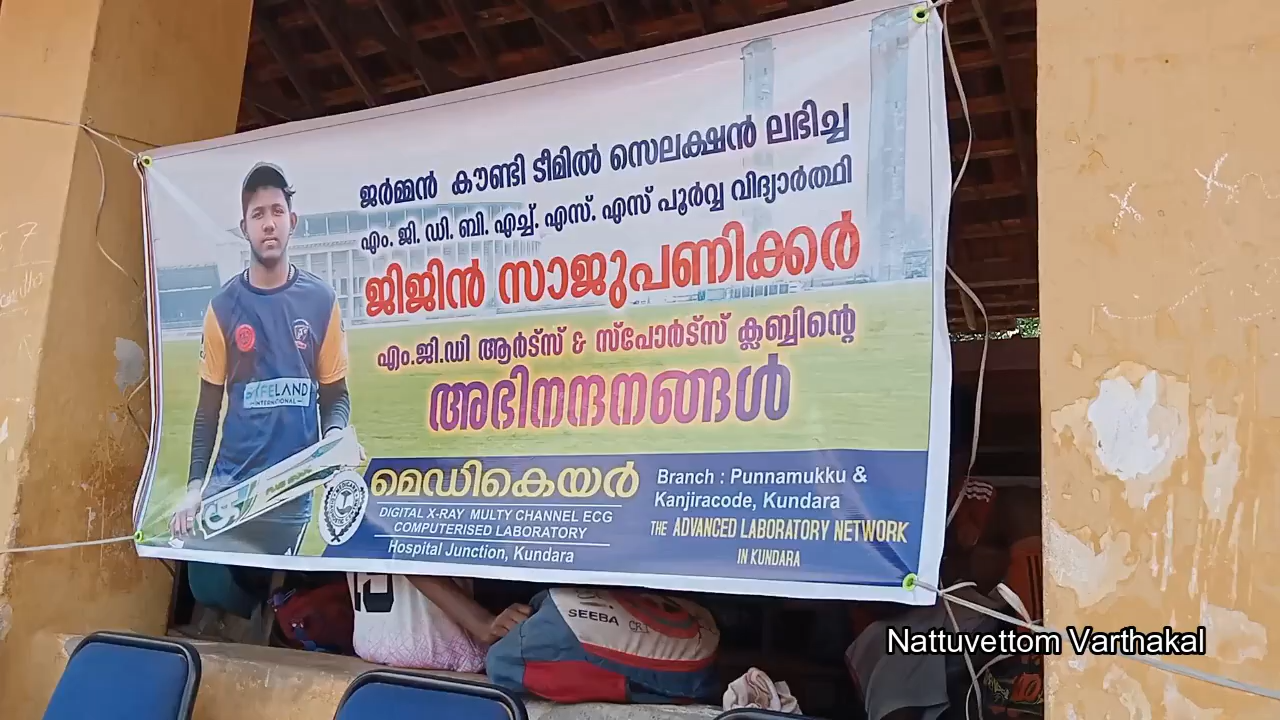 ജർമ്മൻ കൗണ്ടി ടീമിൽ സെലക്ഷൻ ലഭിച്ച
എം. ജി. ഡി. ബി. എച്ച്. എസ്. എസ് പൂർവ്വ വിദ്യാർത്ഥി
ജിജിൻ സാജുപണിക്കർ
എം.ജി.ഡി ആർട്സ് & സ്പോർട്സ് ക്ലബ്ബിന്റെ
അഭിനന്ദനങ്ങൾ
FELAND
INTERNATIONAL
മെഡികെയർ
DIGITAL X-RAY MULTY CHANNEL ECG
COMPUTERISED LABORATORY
Hospital Junction, Kundara
Branch : Punnamukku &
Kanjiracode, Kundara
THE ADVANCED LABORATORY NETWORK
IN KUNDARA
SEEBA
Nattuvettom Varthakal